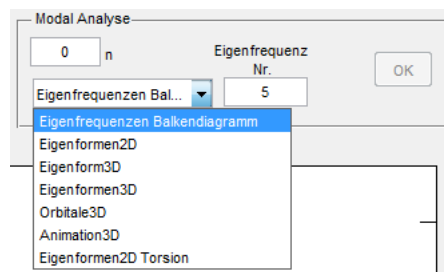 Modal Analyse
0 n Eigenfrequenz
Nr.
OK
Eigenfrequenzen Bal... 5
Eigenfrequenzen Balkendiagramm
Eigenformen2D
Eigenform3D
Eigenformen3D
Orbitale3D
Animation3D
Eigenformen2D Torsion